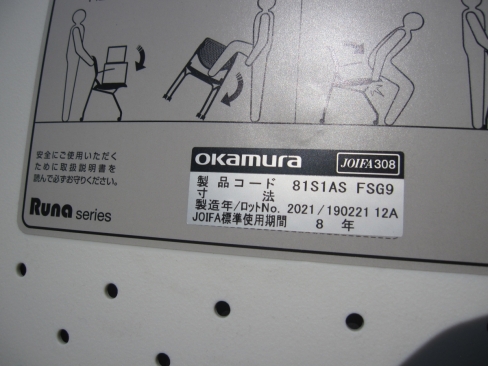 安全にご使用いただく
ために取扱説明書を
読んで必ずお守りください。
Runa series
OKamura JOIFA308
製品コード 81S1AS FSG9
寸法
製造年/ロットNo. 2021/190221 12A
JOIFA標準使用期間 8 年